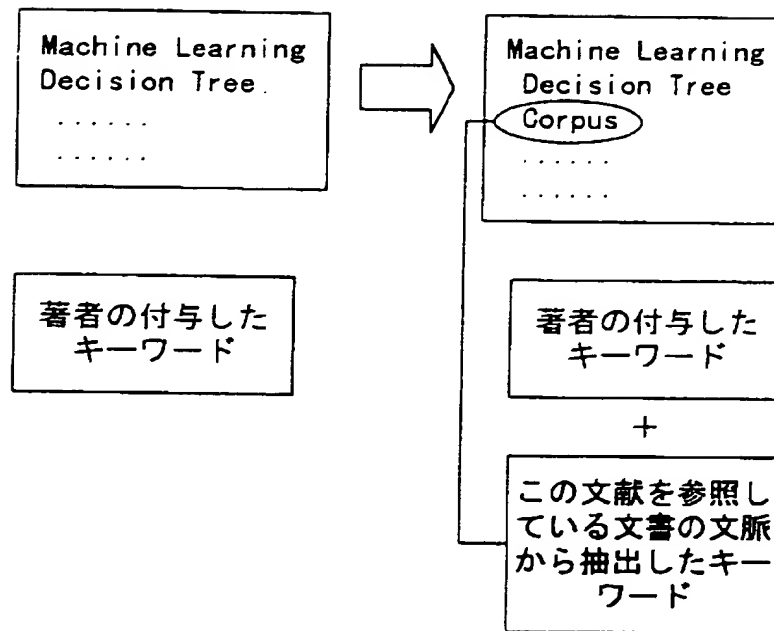 Machine Learning
Decision Tree.
......
......
著者の付与した
キーワード
Machine Learning
Decision Tree
Corpus
......
......
著者の付与した
キーワード
+
この文献を参照し
ている文書の文脈
から抽出したキー
ワード